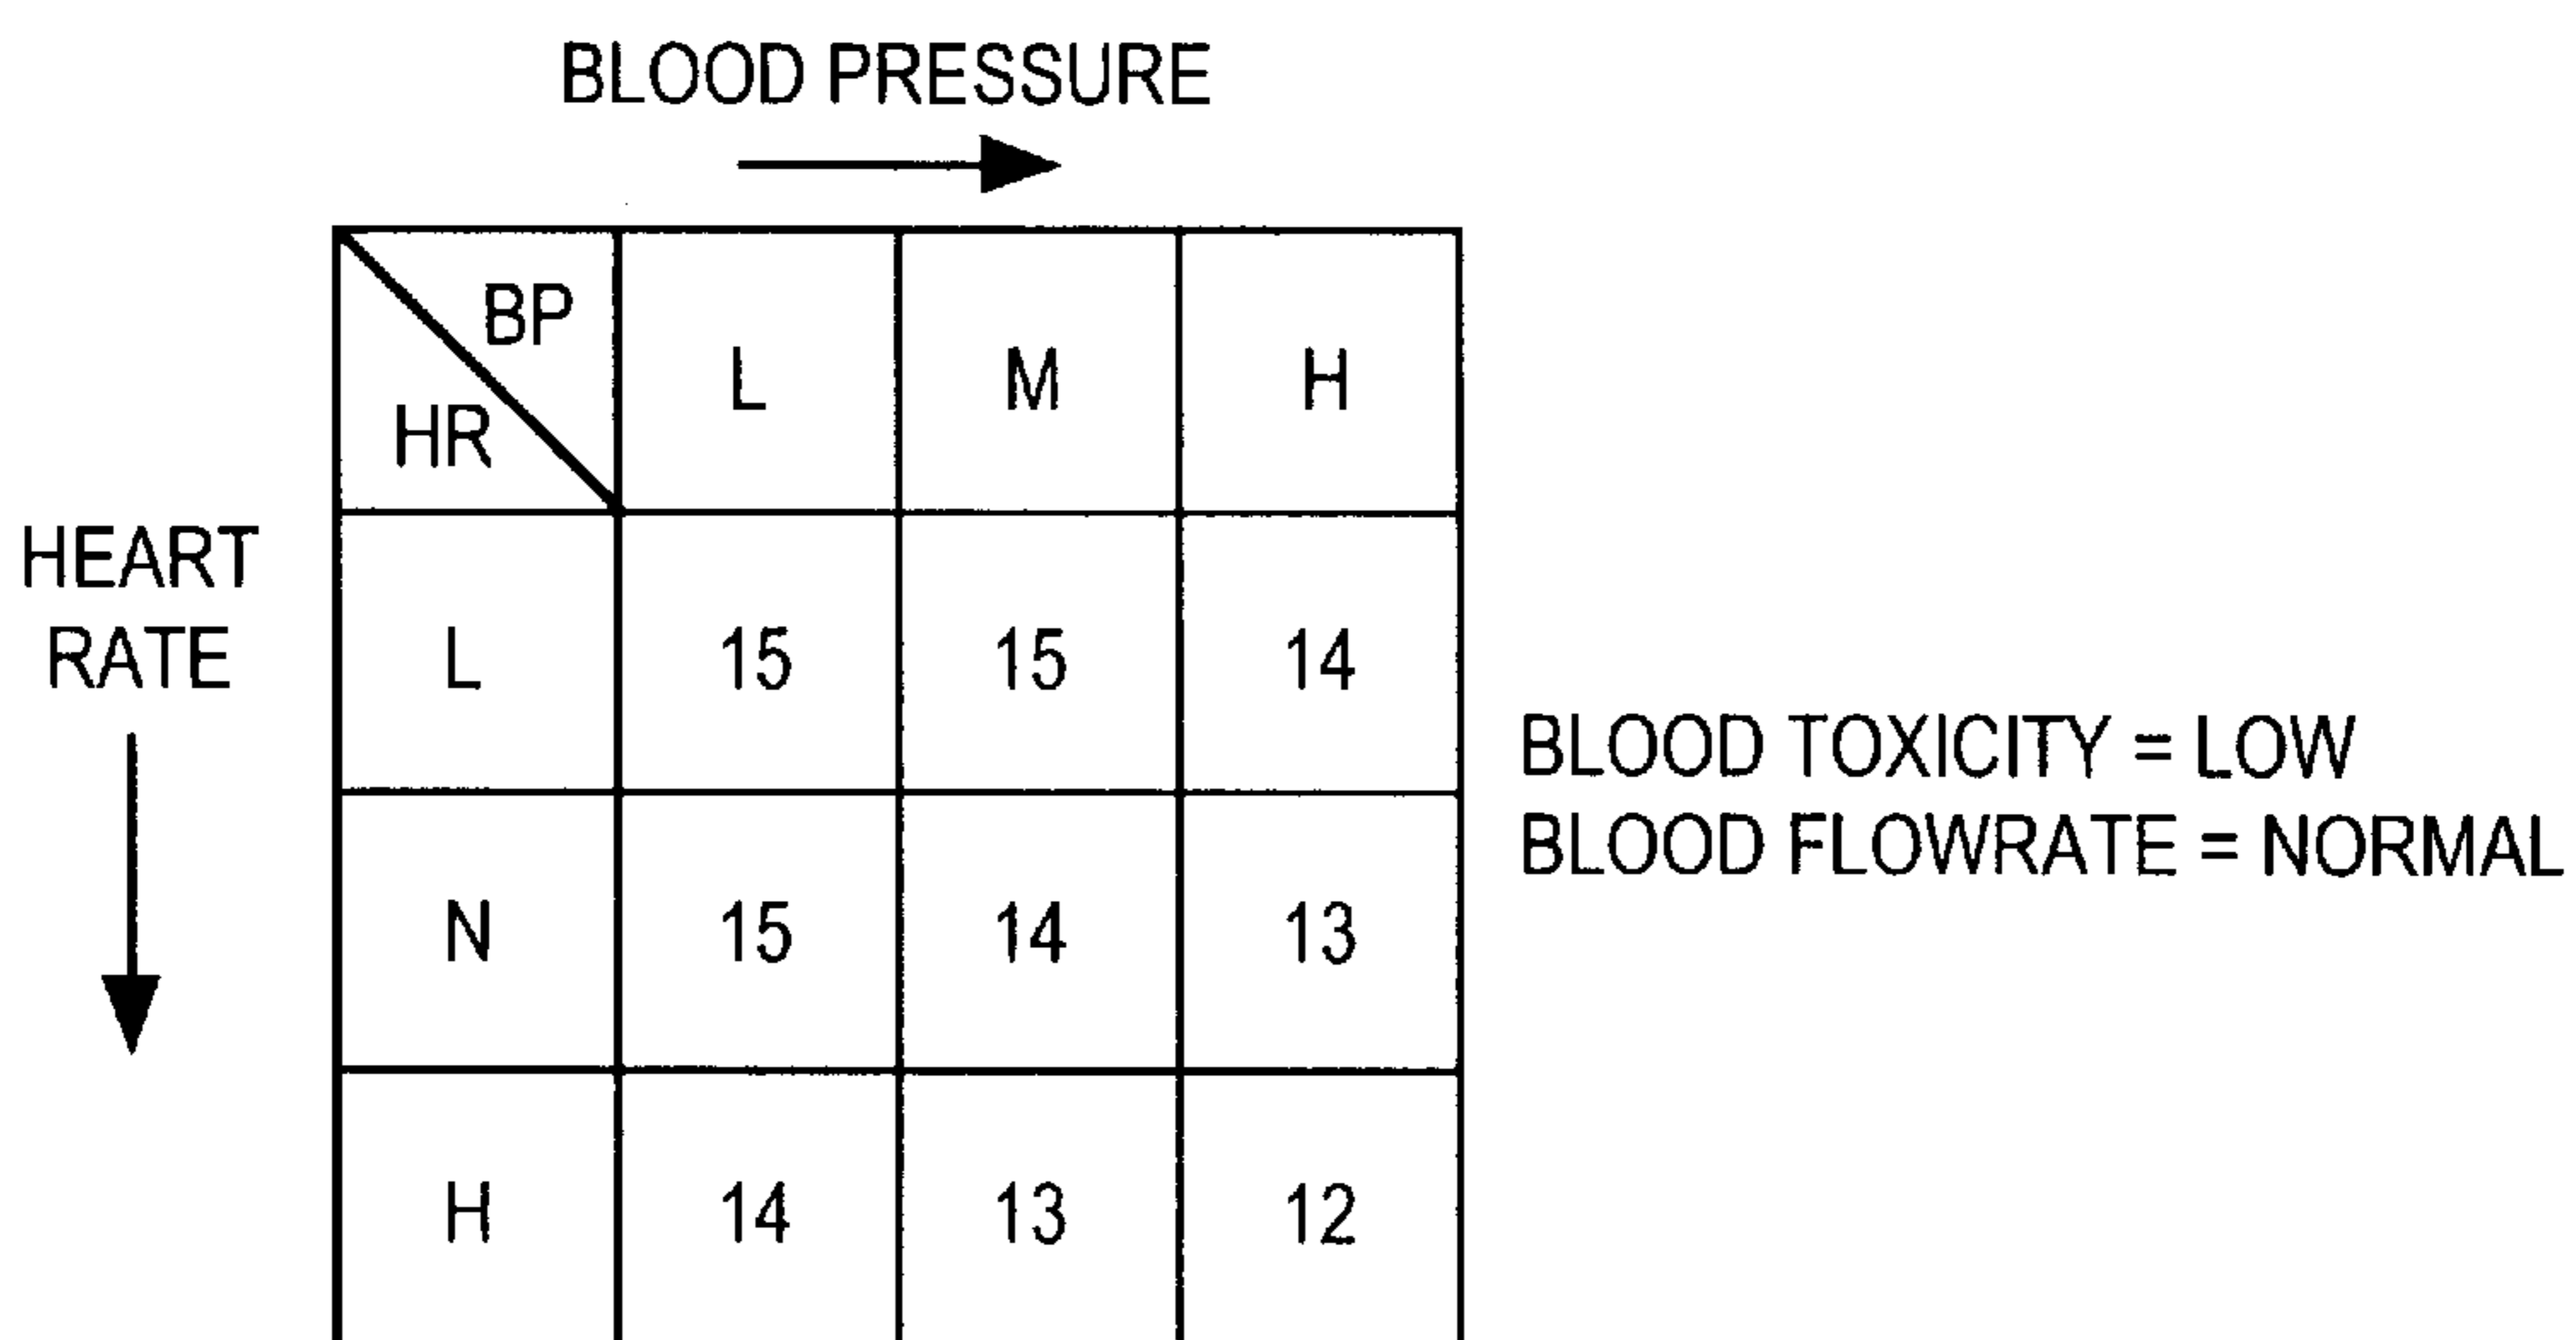 BLOOD PRESSURE
BP
HR
L M H
HEART
RATE
L 15 15 14
N 15 14 13
H 14 13 12
BLOOD TOXICITY = LOW
BLOOD FLOWRATE = NORMAL